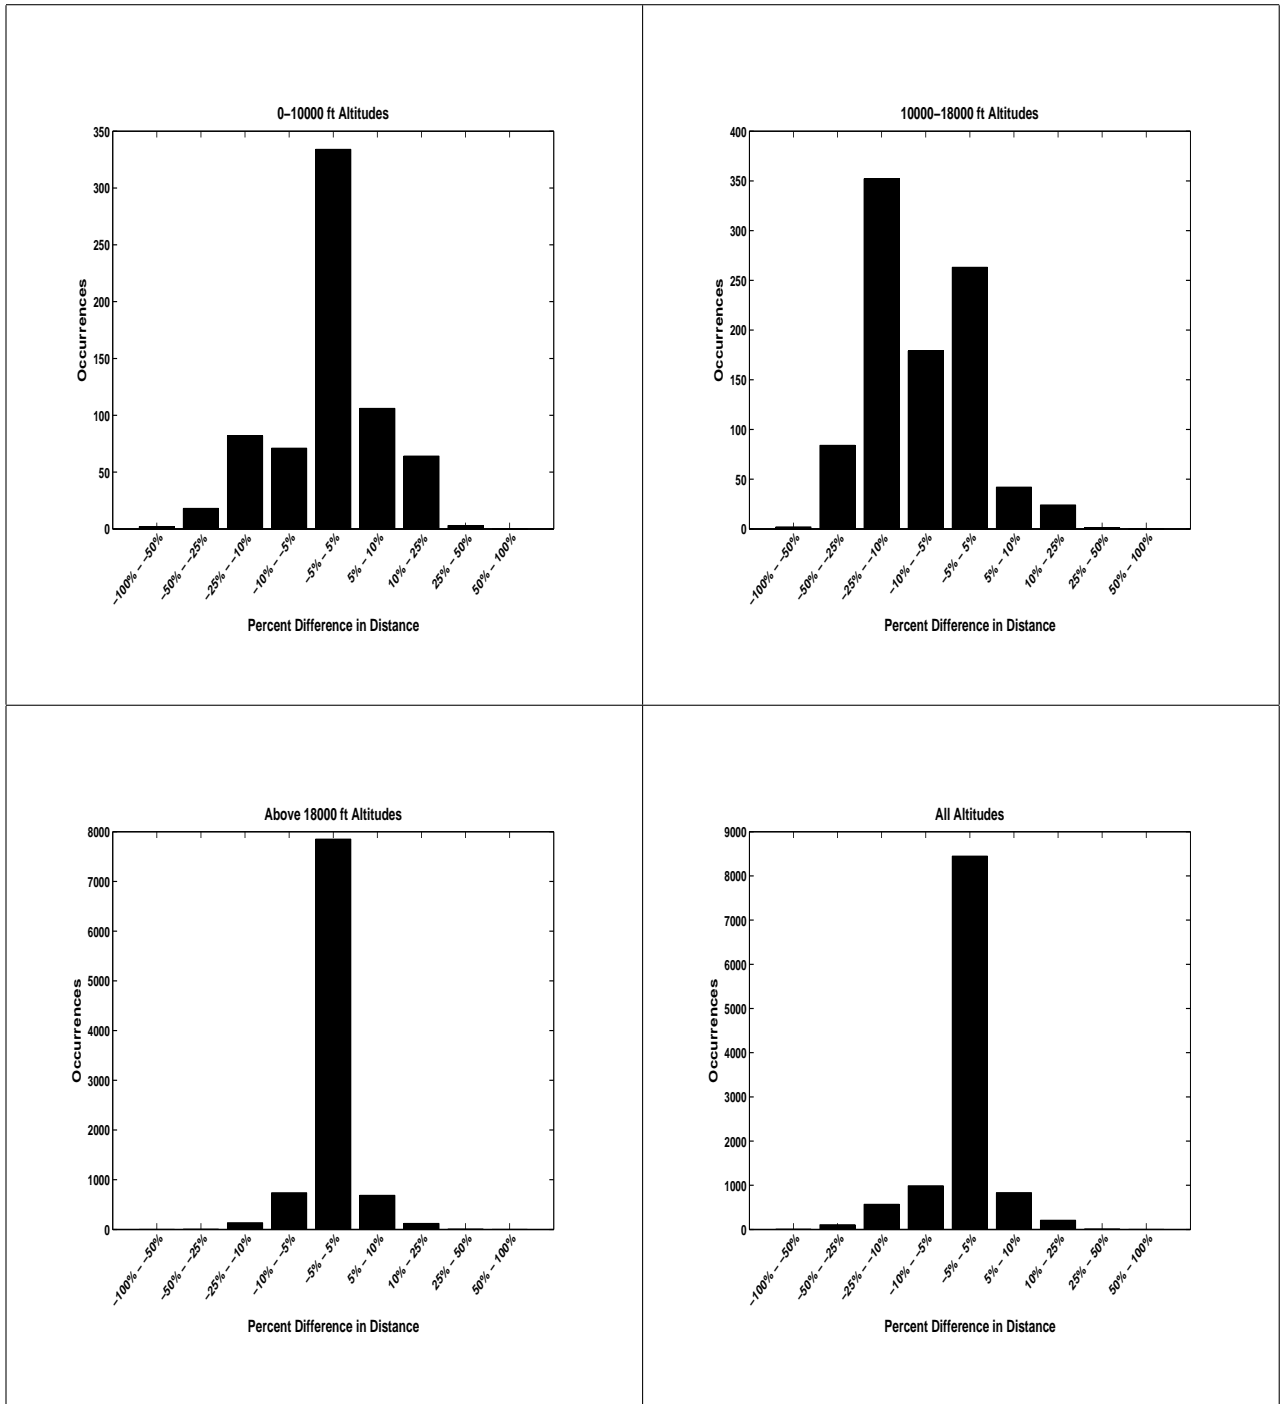 0–10000 ft Altitudes
350
300
250
200
150
100
50
0
Occurrences
–100% – –50%
–50% – –25%
–25% – –10%
–10% – –5%
–5% – 5%
5% – 10%
10% – 25%
25% – 50%
50% – 100%
Percent Difference in Distance
10000–18000 ft Altitudes
400
350
300
250
200
150
100
50
0
Occurrences
–100% – –50%
–50% – –25%
–25% – –10%
–10% – –5%
–5% – 5%
5% – 10%
10% – 25%
25% – 50%
50% – 100%
Percent Difference in Distance
Above 18000 ft Altitudes
8000
7000
6000
5000
4000
3000
2000
1000
0
Occurrences
–100% – –50%
–50% – –25%
–25% – –10%
–10% – –5%
–5% – 5%
5% – 10%
10% – 25%
25% – 50%
50% – 100%
Percent Difference in Distance
All Altitudes
9000
8000
7000
6000
5000
4000
3000
2000
1000
0
Occurrences
–100% – –50%
–50% – –25%
–25% – –10%
–10% – –5%
–5% – 5%
5% – 10%
10% – 25%
25% – 50%
50% – 100%
Percent Difference in Distance